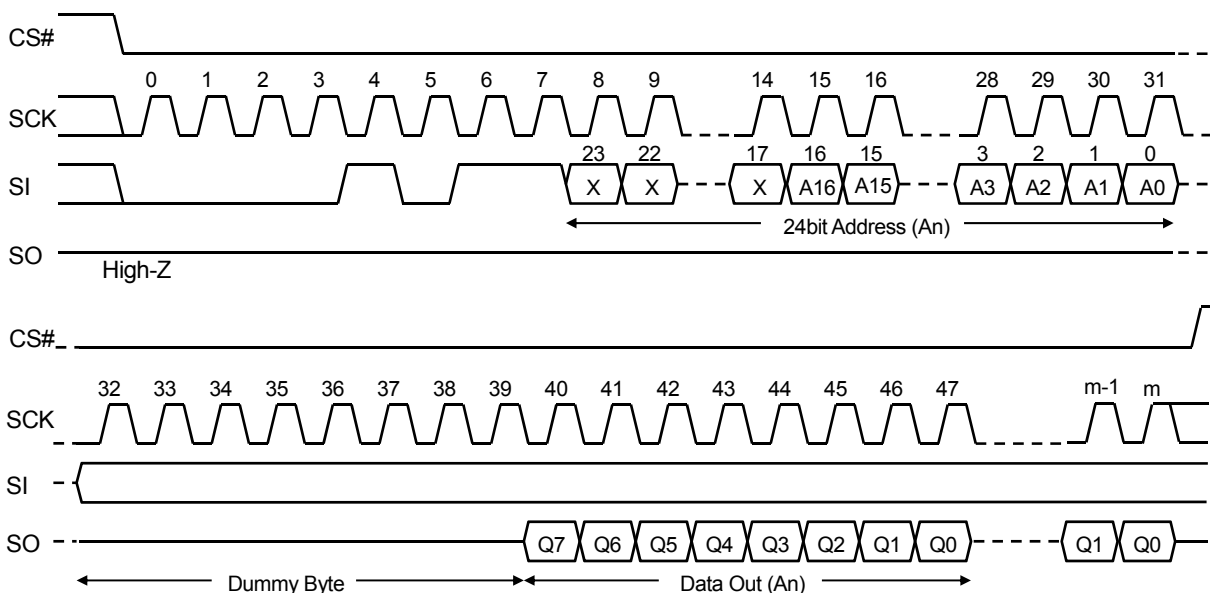 CS#
0 1 2 3 4 5 6 7 8 9 14 15 16 28 29 30 31
SCK
23 22 17 16 15 3 2 1 0
SI X X X A16 A15 A3 A2 A1 A0
24bit Address (An)
SO
High-Z
CS#
32 33 34 35 36 37 38 39 40 41 42 43 44 45 46 47 m-1 m
SCK
SI
SO Q7 Q6 Q5 Q4 Q3 Q2 Q1 Q0 Q1 Q0
Dummy Byte Data Out (An)